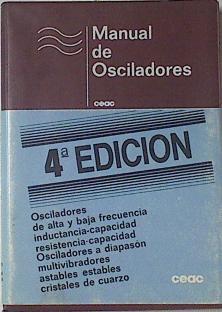 Manual
de
Osciladores
ceac
4ª EDICION
Osciladores
de alta y baja frecuencia
inductancia-capacidad
resistencia-capacidad
Osciladores a diapasón
multivibradores
astables estables
cristales de cuarzo
ceac